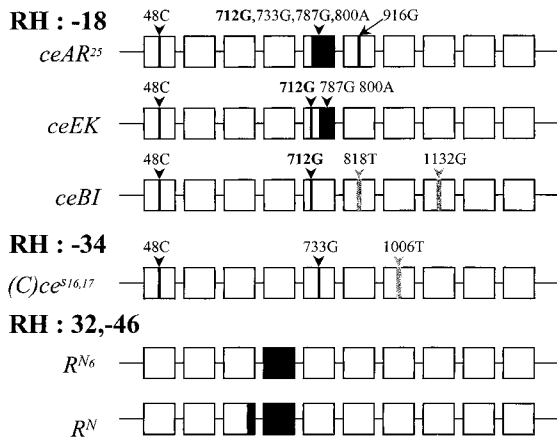 RH : -18
48C 712G,733G,787G,800A 916G
ceAR25
48C 712G 787G 800A
ceEK
48C 712G 818T 1132G
ceBI
RH : -34
48C 733G 1006T
(C)ceS16,17
RH : 32,-46
RN6
RN